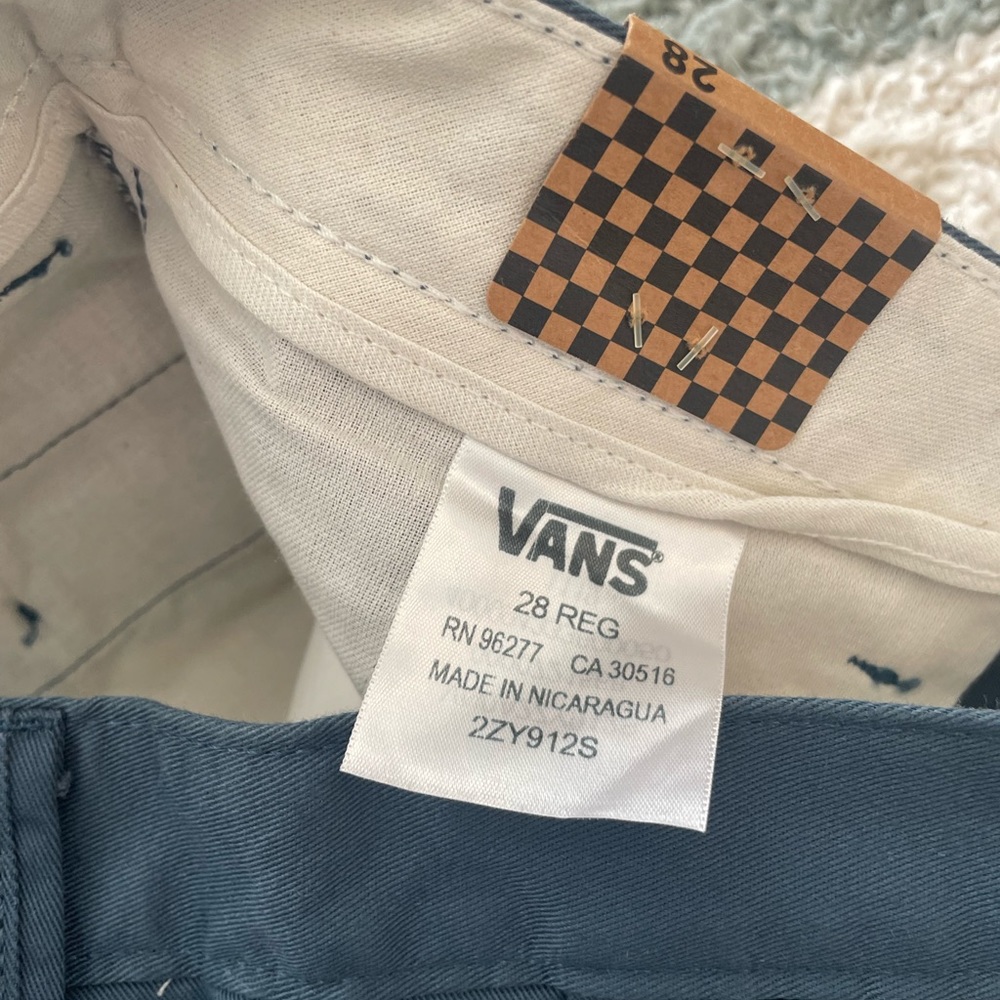 28
VANS®
28 REG
RN 96277 CA 30516
MADE IN NICARAGUA
2ZY912S